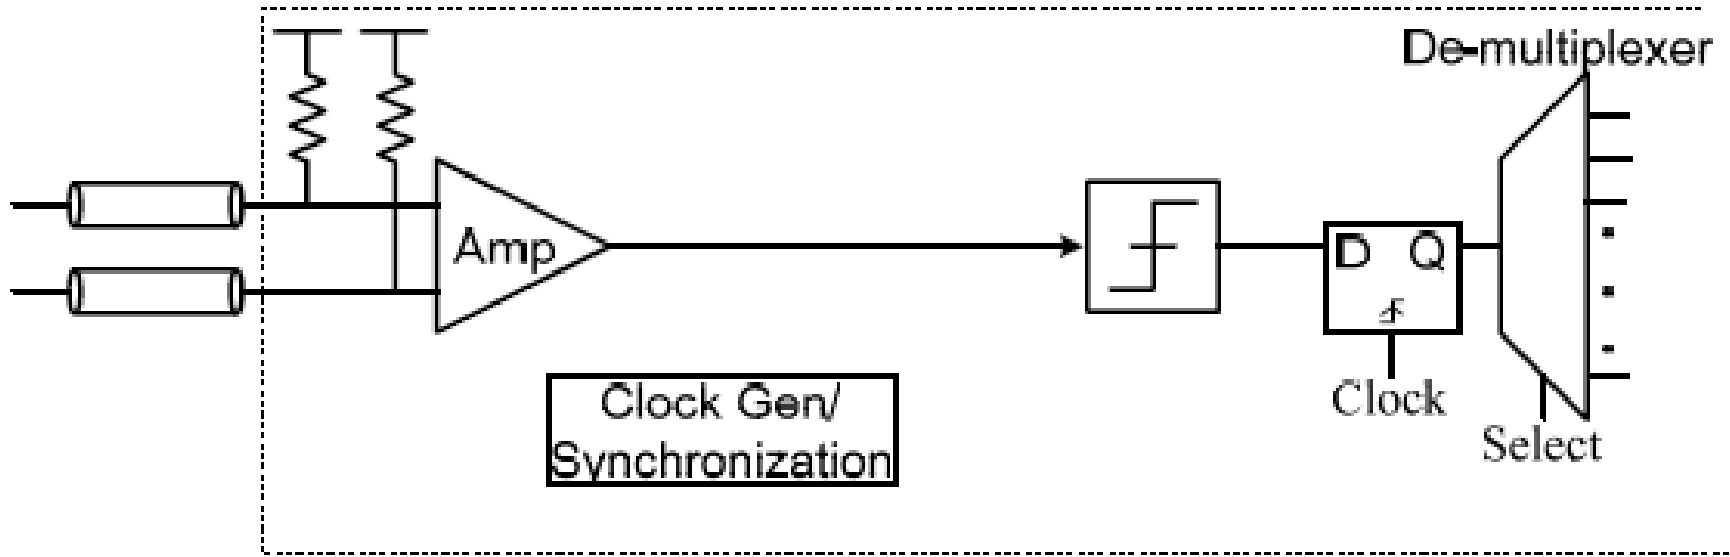 De-multiplexer
Amp
D Q
Clock Gen/
Synchronization
Clock
Select